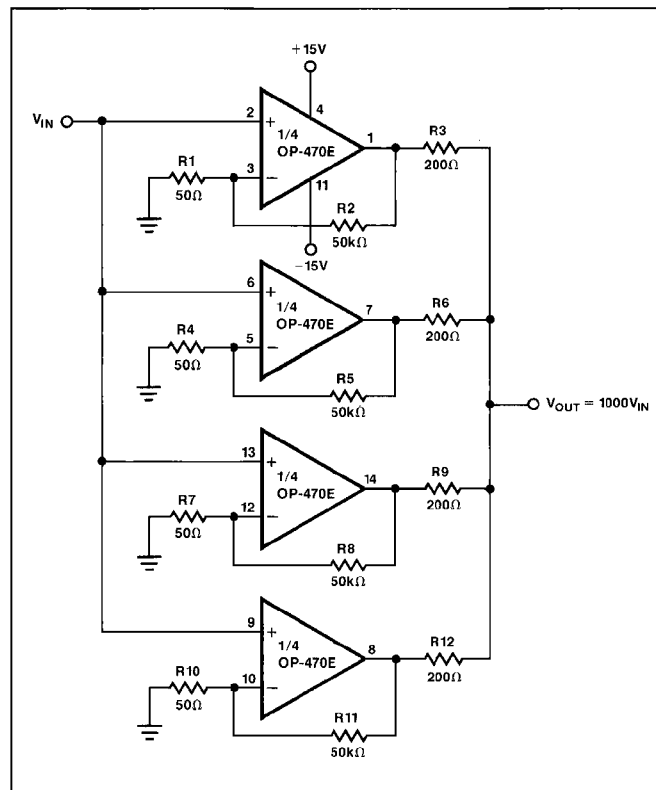 +15V
V_IN
2
+
4
1/4
OP-470E
1
R3
200Ω
R1
50Ω
3
−
11
R2
50kΩ
−15V
6
+
1/4
OP-470E
7
R6
200Ω
R4
50Ω
5
−
R5
50kΩ
V_OUT = 1000V_IN
13
+
1/4
OP-470E
14
R9
200Ω
R7
50Ω
12
−
R8
50kΩ
9
+
1/4
OP-470E
8
R12
200Ω
R10
50Ω
10
−
R11
50kΩ